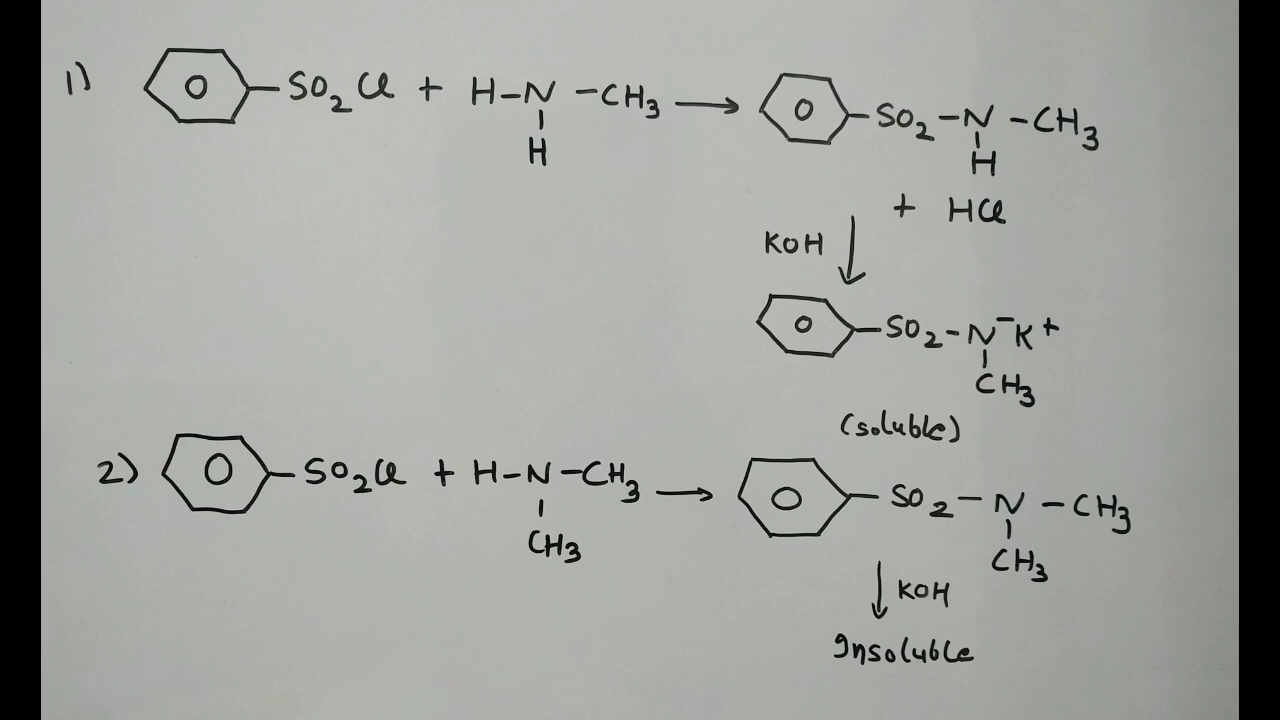 1) SO2Cl + H-N-CH3 → SO2-N-CH3
H H
+ HCl
KOH
SO2-N⁻K⁺
CH3
(soluble)
2) SO2Cl + H-N-CH3 → SO2-N-CH3
CH3 CH3
KOH
Insoluble